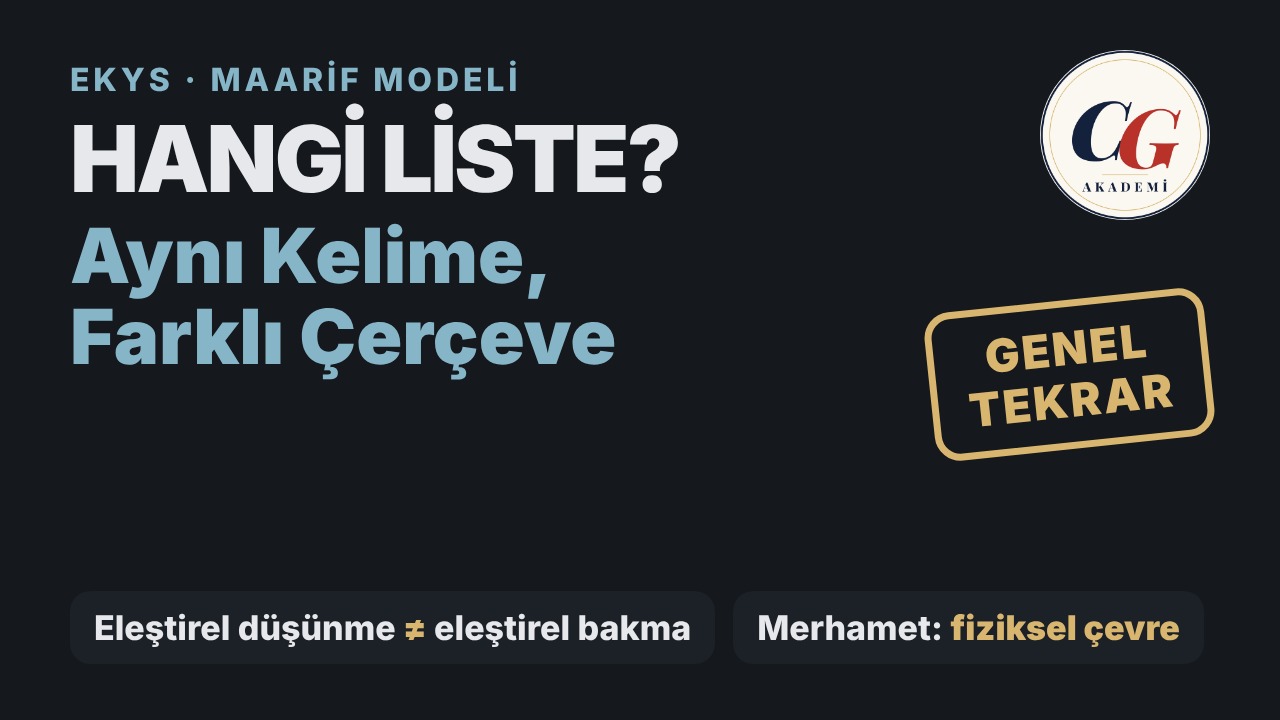 EKYS · MAARİF MODELİ
HANGİ LİSTE?
Aynı Kelime,
Farklı Çerçeve
CG
AKADEMİ
GENEL
TEKRAR
Eleştirel düşünme ≠ eleştirel bakma
Merhamet: fiziksel çevre